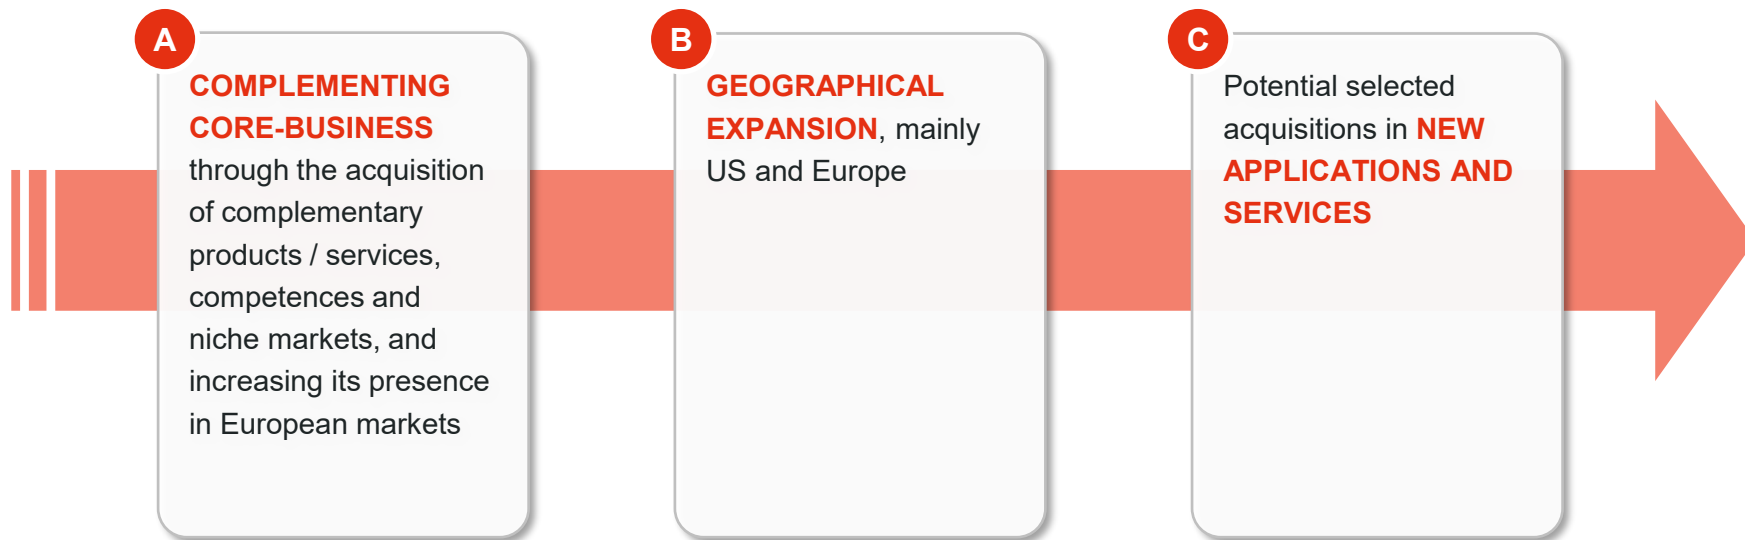 A
COMPLEMENTING
CORE-BUSINESS
through the acquisition
of complementary
products / services,
competences and
niche markets, and
increasing its presence
in European markets
B
GEOGRAPHICAL
EXPANSION, mainly
US and Europe
C
Potential selected
acquisitions in NEW
APPLICATIONS AND
SERVICES